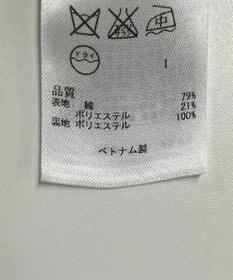 中
ドライ
1
品質
表地 綿 79%
ポリエステル 21%
裏地 ポリエステル 100%
ベトナム製